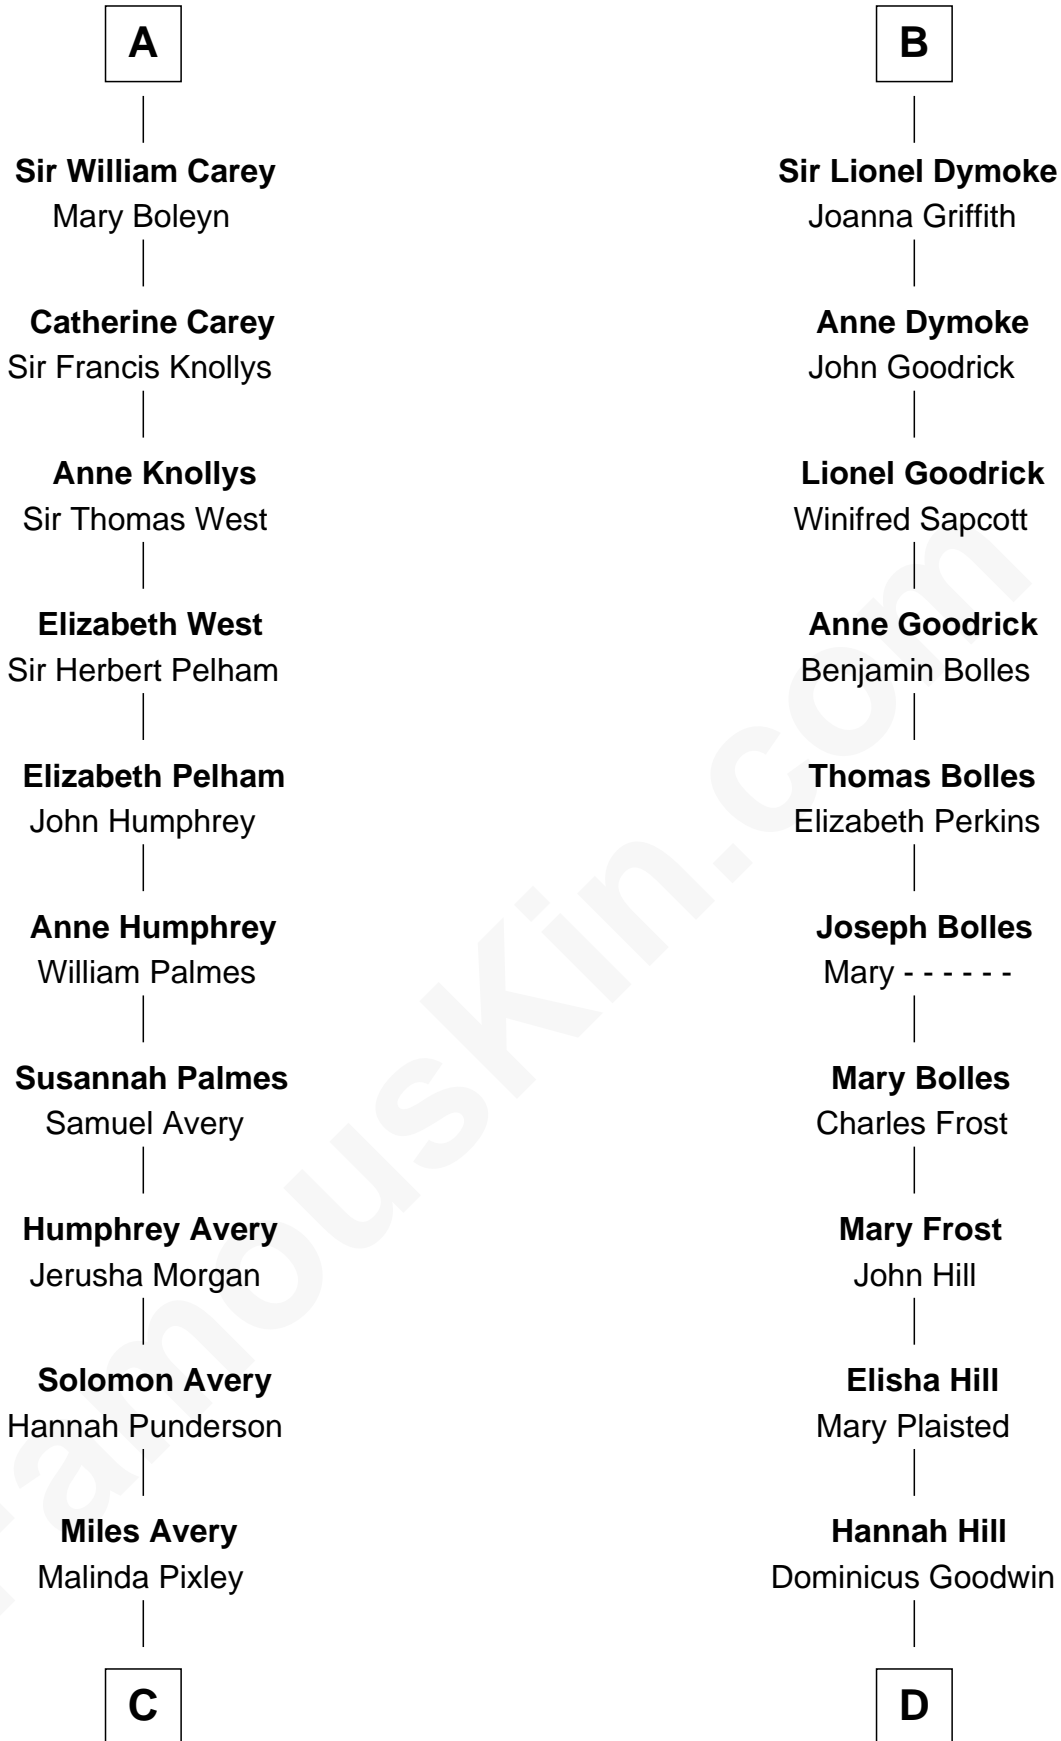 A
Sir William Carey
Mary Boleyn
Catherine Carey
Sir Francis Knollys
Anne Knollys
Sir Thomas West
Elizabeth West
Sir Herbert Pelham
Elizabeth Pelham
John Humphrey
Anne Humphrey
William Palmes
Susannah Palmes
Samuel Avery
Humphrey Avery
Jerusha Morgan
Solomon Avery
Hannah Punderson
Miles Avery
Malinda Pixley
C
B
Sir Lionel Dymoke
Joanna Griffith
Anne Dymoke
John Goodrick
Lionel Goodrick
Winifred Sapcott
Anne Goodrick
Benjamin Bolles
Thomas Bolles
Elizabeth Perkins
Joseph Bolles
Mary - - - - - -
Mary Bolles
Charles Frost
Mary Frost
John Hill
Elisha Hill
Mary Plaisted
Hannah Hill
Dominicus Goodwin
D
FamousKin.com